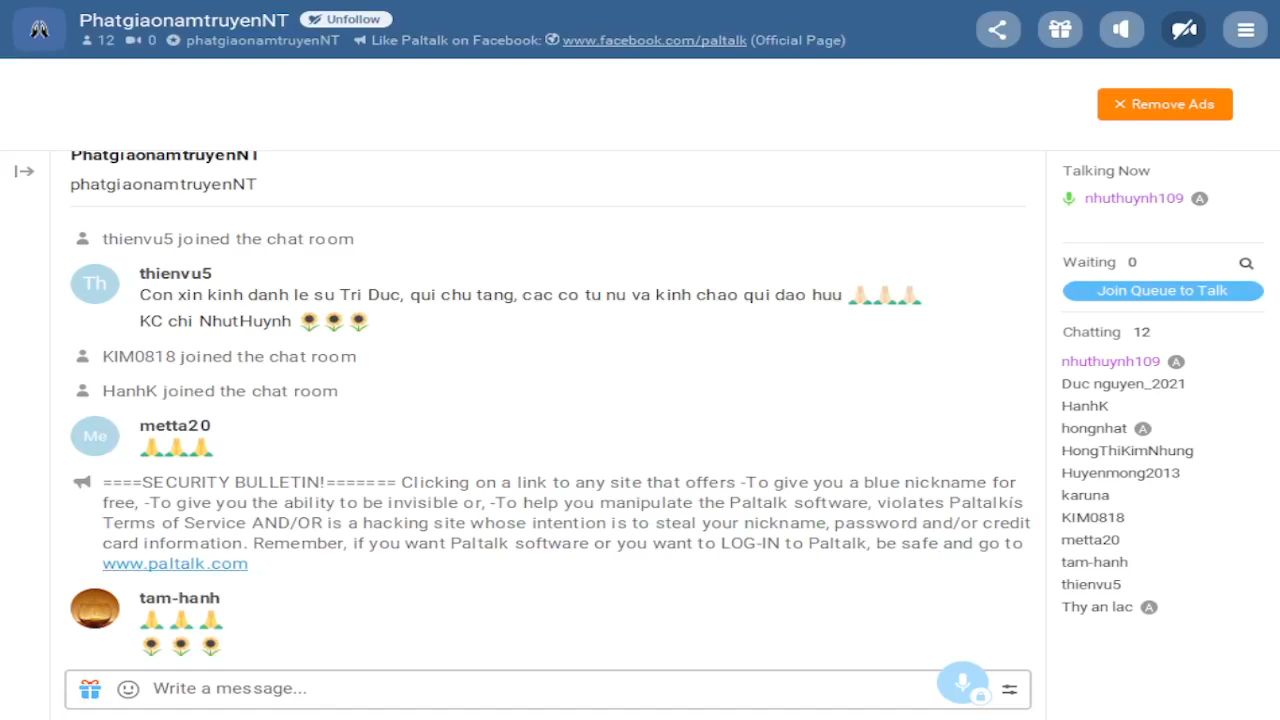 PhatgiaonamtruyenNT Unfollow
12 0 phatgiaonamtruyenNT Like Paltalk on Facebook: www.facebook.com/paltalk (Official Page)
× Remove Ads
PhatgiaonamtruyenNT
phatgiaonamtruyenNT
thienvu5 joined the chat room
Th
thienvu5
Con xin kinh danh le su Tri Duc, qui chu tang, cac co tu nu va kinh chao qui dao huu
KC chi NhutHuynh
KIM0818 joined the chat room
HanhK joined the chat room
Me
metta20
====SECURITY BULLETIN!======= Clicking on a link to any site that offers -To give you a blue nickname for
free, -To give you the ability to be invisible or, -To help you manipulate the Paltalk software, violates Paltalkís
Terms of Service AND/OR is a hacking site whose intention is to steal your nickname, password and/or credit
card information. Remember, if you want Paltalk software or you want to LOG-IN to Paltalk, be safe and go to
www.paltalk.com
tam-hanh
Write a message...
Talking Now
nhuthuynh109 A
Waiting 0
Join Queue to Talk
Chatting 12
nhuthuynh109 A
Duc nguyen_2021
HanhK
hongnhat A
HongThiKimNhung
Huyenmong2013
karuna
KIM0818
metta20
tam-hanh
thienvu5
Thy an lac A